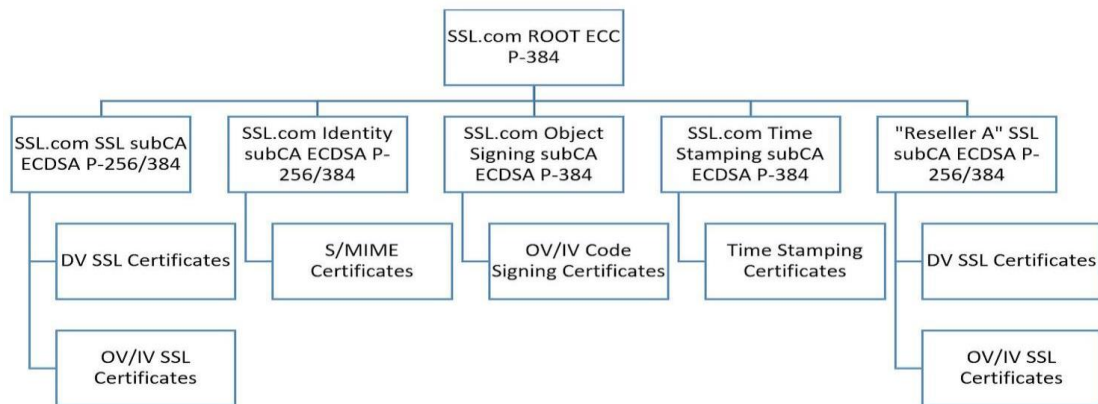 SSL.com ROOT ECC
P-384
SSL.com SSL subCA
ECDSA P-256/384
SSL.com Identity
subCA ECDSA P-
256/384
SSL.com Object
Signing subCA
ECDSA P-384
SSL.com Time
Stamping subCA
ECDSA P-384
"Reseller A" SSL
subCA ECDSA P-
256/384
DV SSL Certificates
S/MIME
Certificates
OV/IV Code
Signing Certificates
Time Stamping
Certificates
DV SSL Certificates
OV/IV SSL
Certificates
OV/IV SSL
Certificates